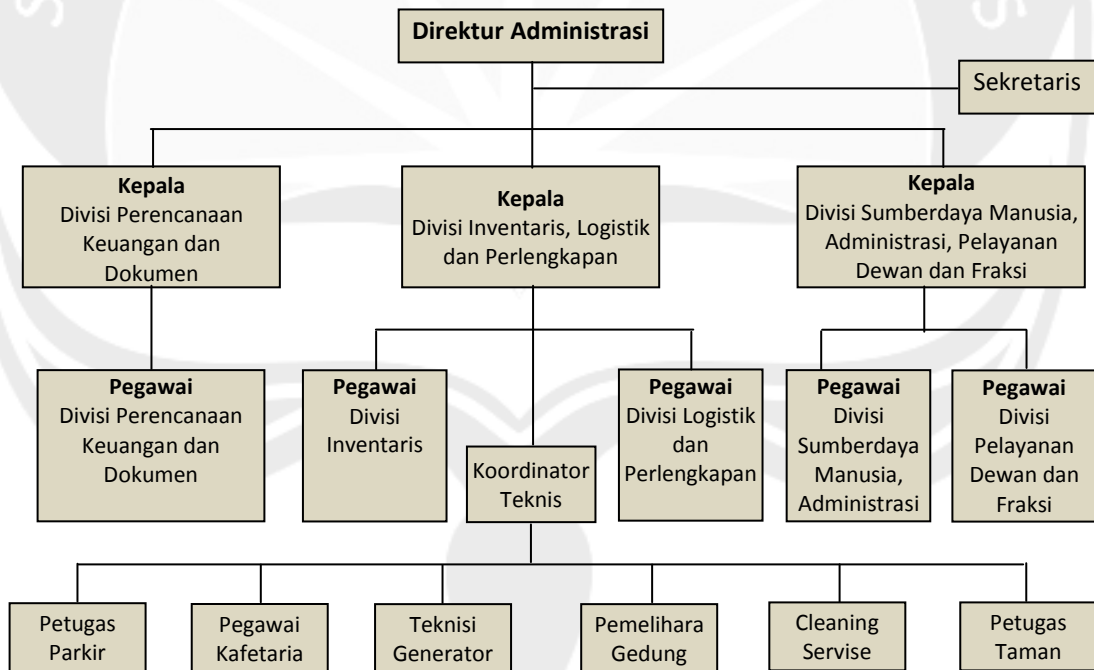 Direktur Administrasi
Sekretaris
Kepala
Divisi Perencanaan
Keuangan dan
Dokumen
Kepala
Divisi Inventaris, Logistik
dan Perlengkapan
Kepala
Divisi Sumberdaya Manusia,
Administrasi, Pelayanan
Dewan dan Fraksi
Pegawai
Divisi Perencanaan
Keuangan dan
Dokumen
Pegawai
Divisi
Inventaris
Koordinator
Teknis
Pegawai
Divisi Logistik
dan
Perlengkapan
Pegawai
Divisi
Sumberdaya
Manusia,
Administrasi
Pegawai
Divisi
Pelayanan
Dewan dan
Fraksi
Petugas
Parkir
Pegawai
Kafetaria
Teknisi
Generator
Pemelihara
Gedung
Cleaning
Servise
Petugas
Taman